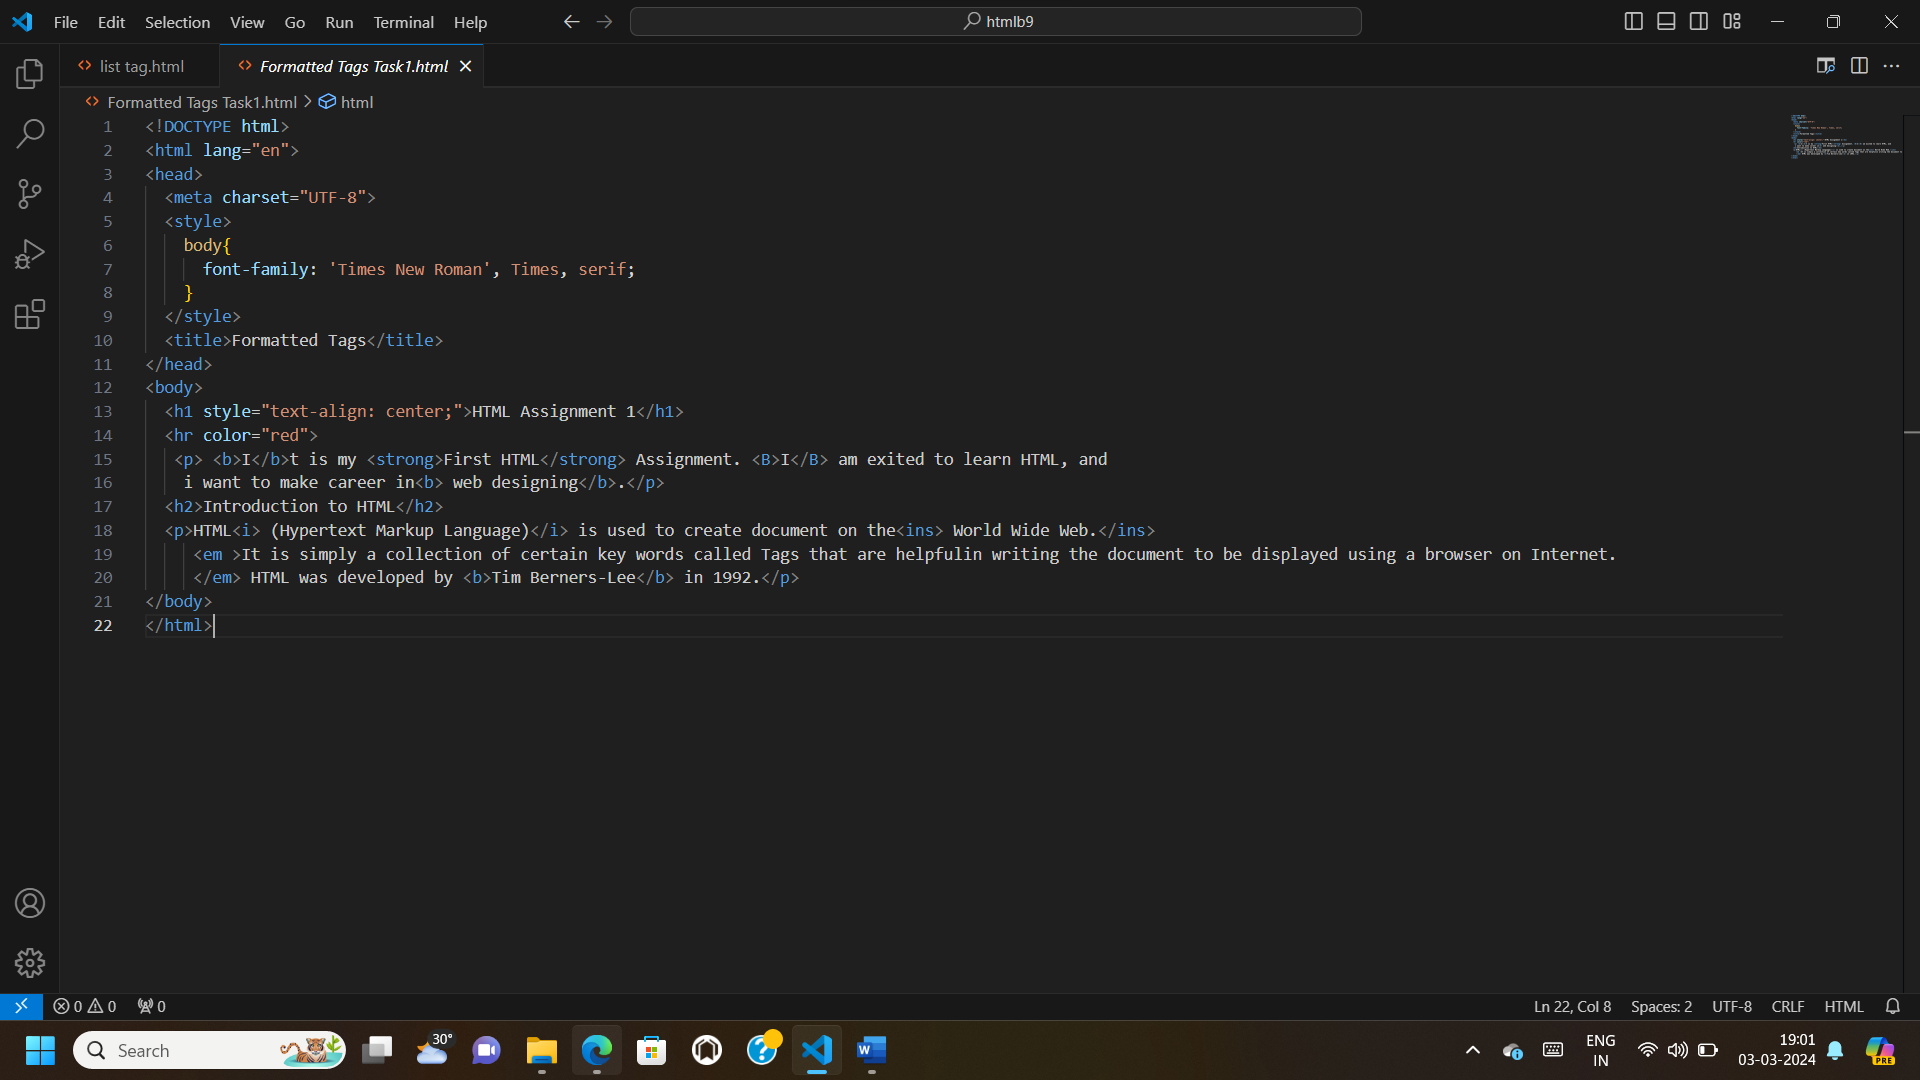 File Edit Selection View Go Run Terminal Help
htmlb9
list tag.html
Formatted Tags Task1.html
Formatted Tags Task1.html > html
1 <!DOCTYPE html>
2 <html lang="en">
3 <head>
4 <meta charset="UTF-8">
5 <style>
6 body{
7 font-family: 'Times New Roman', Times, serif;
8 }
9 </style>
10 <title>Formatted Tags</title>
11 </head>
12 <body>
13 <h1 style="text-align: center;">HTML Assignment 1</h1>
14 <hr color="red">
15 <p> <b>I</b>t is my <strong>First HTML</strong> Assignment. <B>I</B> am exited to learn HTML, and
16 i want to make career in<b> web designing</b>.</p>
17 <h2>Introduction to HTML</h2>
18 <p>HTML<i> (Hypertext Markup Language)</i> is used to create document on the<ins> World Wide Web.</ins>
19 <em >It is simply a collection of certain key words called Tags that are helpfulin writing the document to be displayed using a browser on Internet.
20 </em> HTML was developed by <b>Tim Berners-Lee</b> in 1992.</p>
21 </body>
22 </html>
0 0 0
Ln 22, Col 8 Spaces: 2 UTF-8 CRLF HTML
Search
30°
ENG
IN
19:01
03-03-2024
PRE